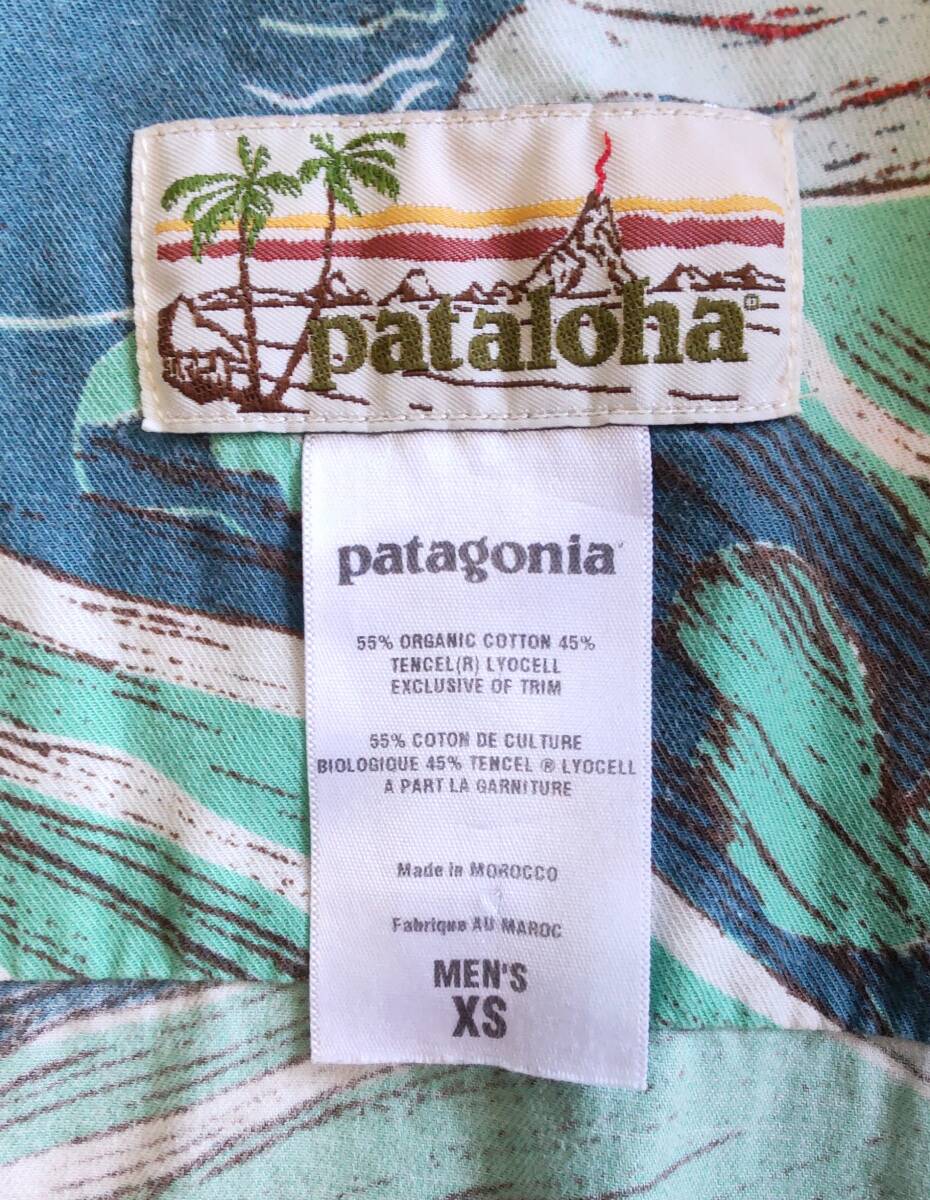 pataloha®
patagonia
55% ORGANIC COTTON 45%
TENCEL(R) LYOCELL
EXCLUSIVE OF TRIM
55% COTON DE CULTURE
BIOLOGIQUE 45% TENCEL ® LYOCELL
A PART LA GARNITURE
Made in MOROCCO
Fabrique AU MAROC
MEN'S
XS